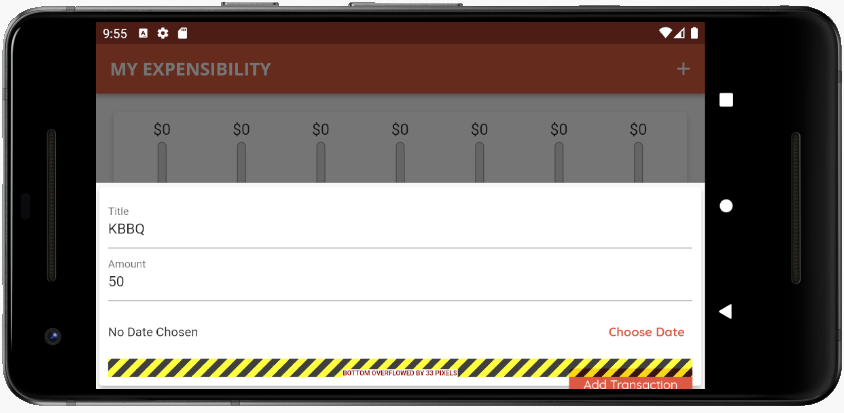 9:55
MY EXPENSIBILITY +
$0 $0 $0 $0 $0 $0 $0
Title
KBBQ
Amount
50
No Date Chosen Choose Date
BOTTOM OVERFLOWED BY 33 PIXELS
Add Transaction